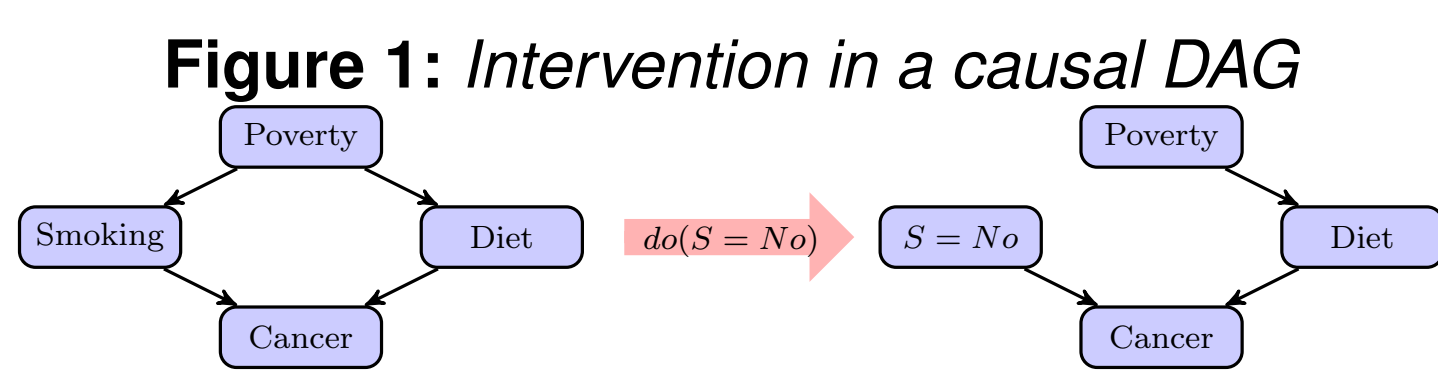 Figure 1: Intervention in a causal DAG
Poverty
Smoking
Diet
Cancer
do(S = No)
Poverty
S = No
Diet
Cancer